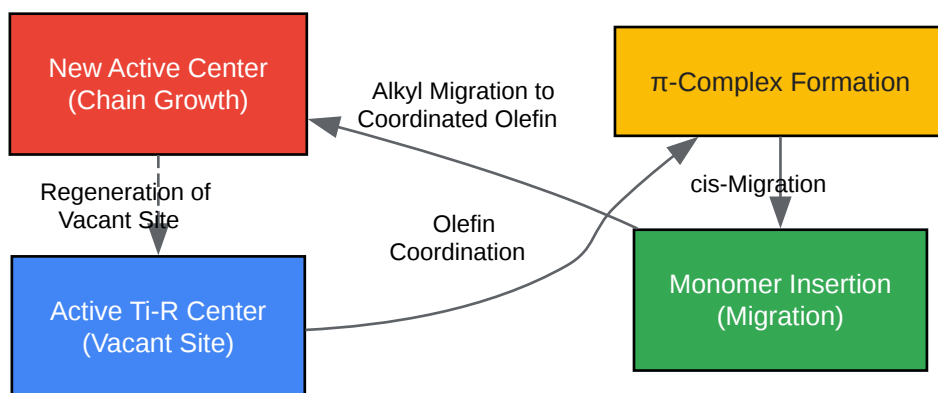 New Active Center
(Chain Growth)
Alkyl Migration to
Coordinated Olefin
π-Complex Formation
Regeneration of
Vacant Site
cis-Migration
Olefin
Coordination
Active Ti-R Center
(Vacant Site)
Monomer Insertion
(Migration)